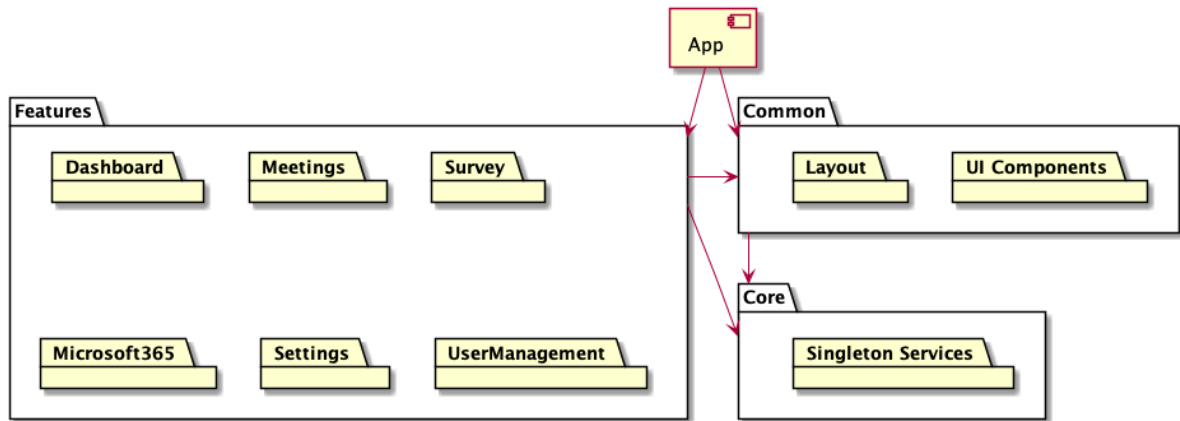 App
Features
Common
Dashboard
Meetings
Survey
Layout
UI Components
Core
Microsoft365
Settings
UserManagement
Singleton Services